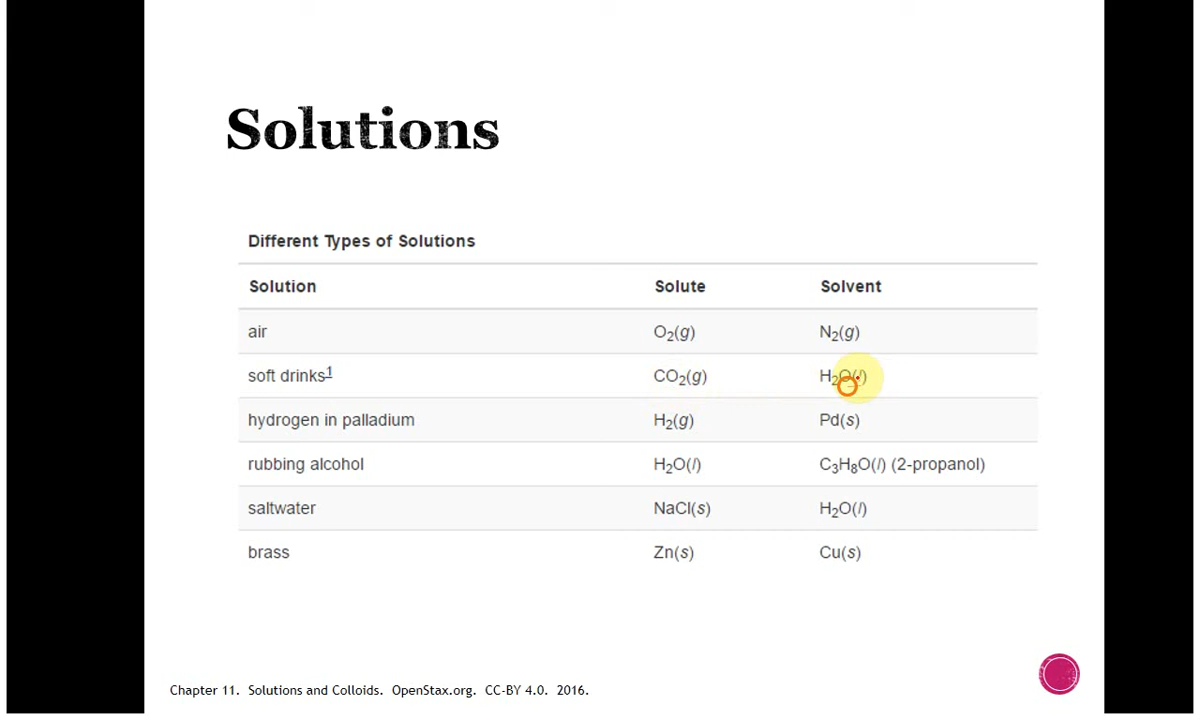 Solutions
Different Types of Solutions
Solution Solute Solvent
air O₂(g) N₂(g)
soft drinks¹ CO₂(g) H₂O(l)
hydrogen in palladium H₂(g) Pd(s)
rubbing alcohol H₂O(l) C₃H₈O(l) (2-propanol)
saltwater NaCl(s) H₂O(l)
brass Zn(s) Cu(s)
Chapter 11. Solutions and Colloids. OpenStax.org. CC-BY 4.0. 2016.